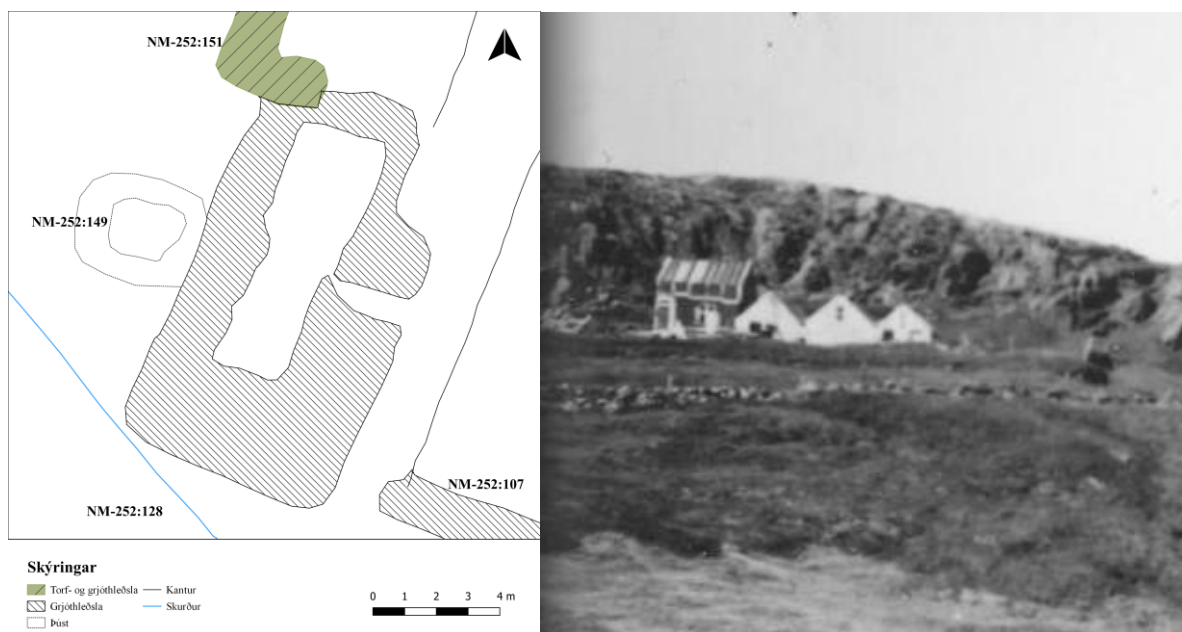 NM-252:151
NM-252:149
NM-252:107
NM-252:128
Skýringar
Torf- og grjóthleðsla
Kantur
Grjóthleðsla
Skurður
Þúst
0 1 2 3 4 m